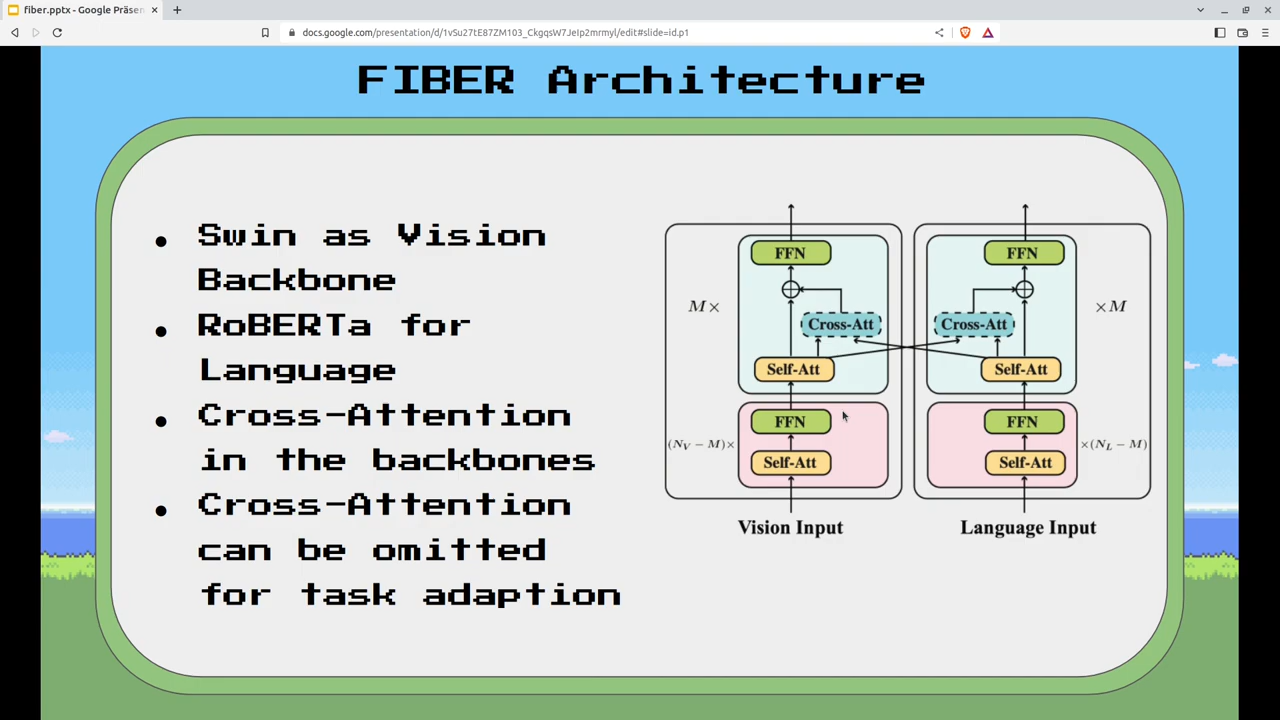 fiber.pptx - Google Präsen
docs.google.com/presentation/d/1vSu27tE87ZM103_CkgqsW7JeIp2mrmyl/edit#slide=id.p1
FIBER Architecture
• Swin as Vision
Backbone
• RoBERTa for
Language
• Cross-Attention
in the backbones
• Cross-Attention
can be omitted
for task adaption
FFN
M×
Cross-Att
Self-Att
FFN
(N_V − M)×
Self-Att
Vision Input
FFN
×M
Cross-Att
Self-Att
FFN
×(N_L − M)
Self-Att
Language Input